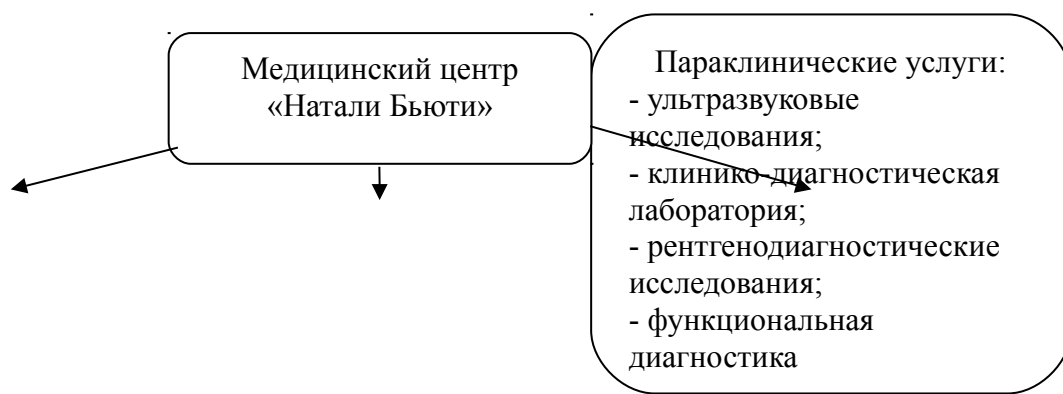 Медицинский центр
«Натали Бьюти»
Параклинические услуги:
- ультразвуковые
исследования;
- клинико-диагностическая
лаборатория;
- рентгенодиагностические
исследования;
- функциональная
диагностика